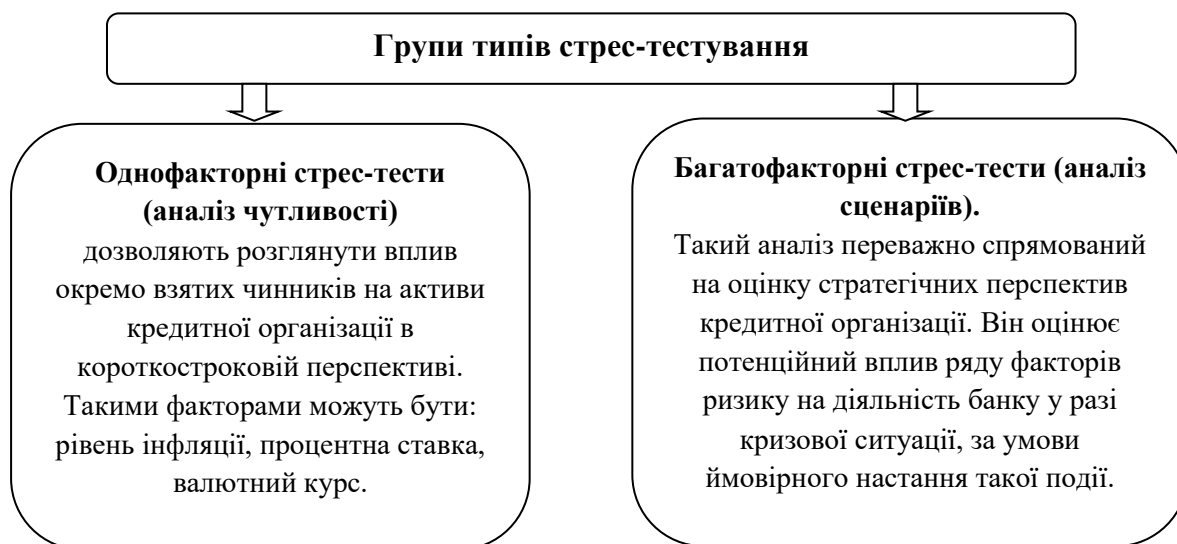 Групи типів стрес-тестування
Однофакторні стрес-тести
(аналіз чутливості)
дозволяють розглянути вплив
окремо взятих чинників на активи
кредитної організації в
короткостроковій перспективі.
Такими факторами можуть бути:
рівень інфляції, процентна ставка,
валютний курс.
Багатофакторні стрес-тести (аналіз
сценаріїв).
Такий аналіз переважно спрямований
на оцінку стратегічних перспектив
кредитної організації. Він оцінює
потенційний вплив ряду факторів
ризику на діяльність банку у разі
кризової ситуації, за умови
ймовірного настання такої події.